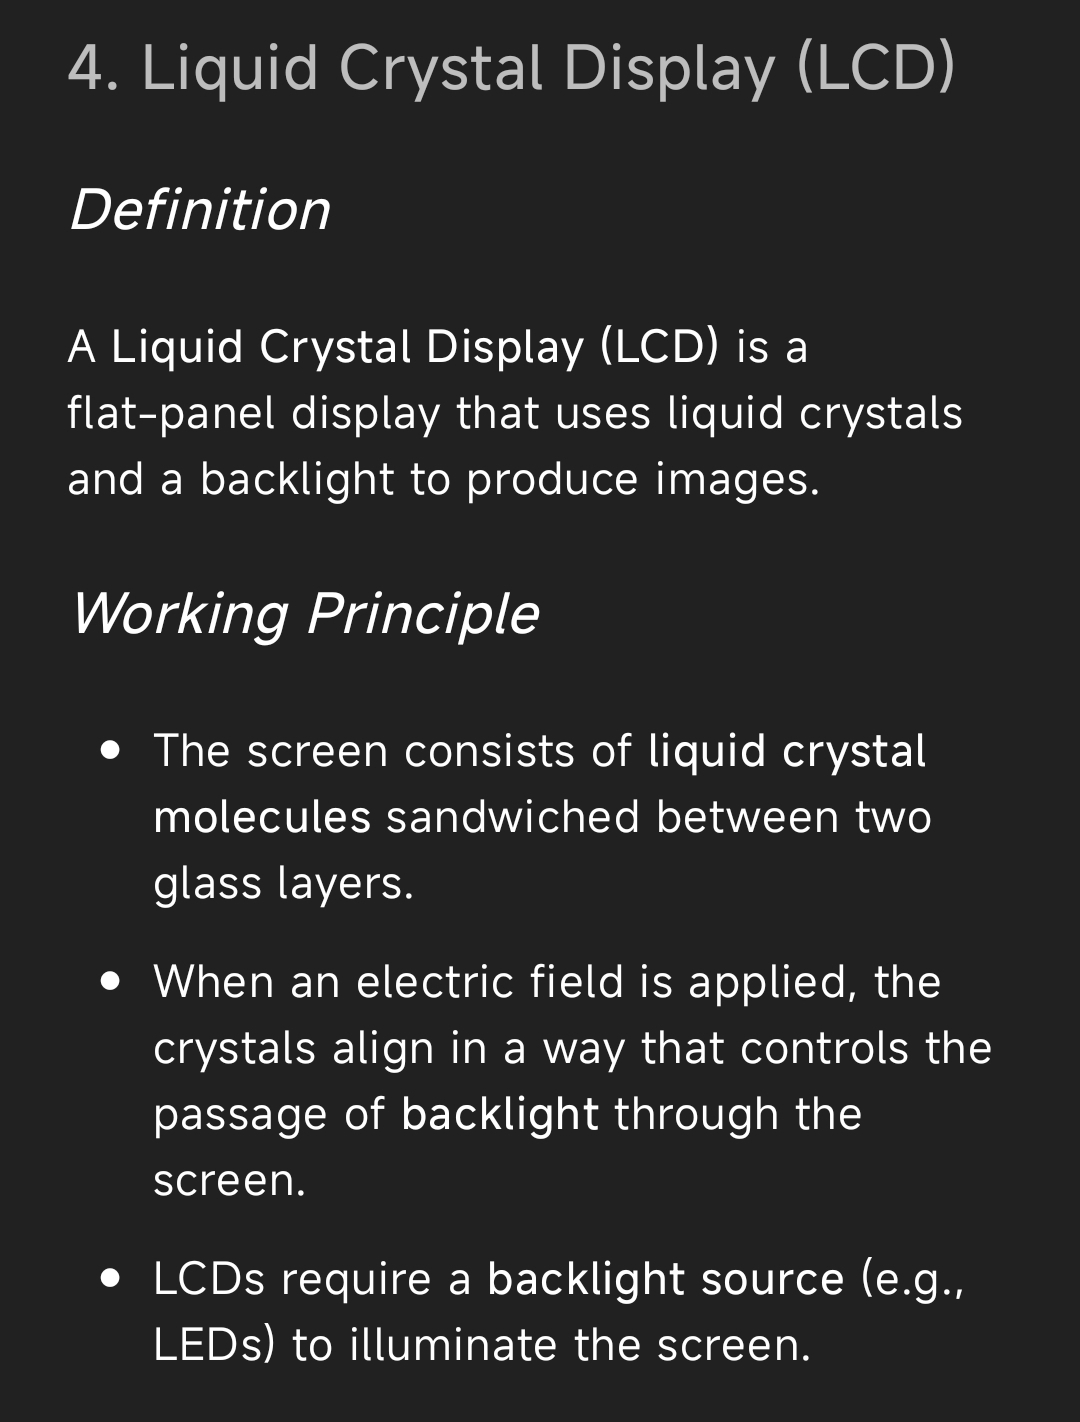 4. Liquid Crystal Display (LCD)
Definition
A Liquid Crystal Display (LCD) is a
flat-panel display that uses liquid crystals
and a backlight to produce images.
Working Principle
• The screen consists of liquid crystal
molecules sandwiched between two
glass layers.
• When an electric field is applied, the
crystals align in a way that controls the
passage of backlight through the
screen.
• LCDs require a backlight source (e.g.,
LEDs) to illuminate the screen.